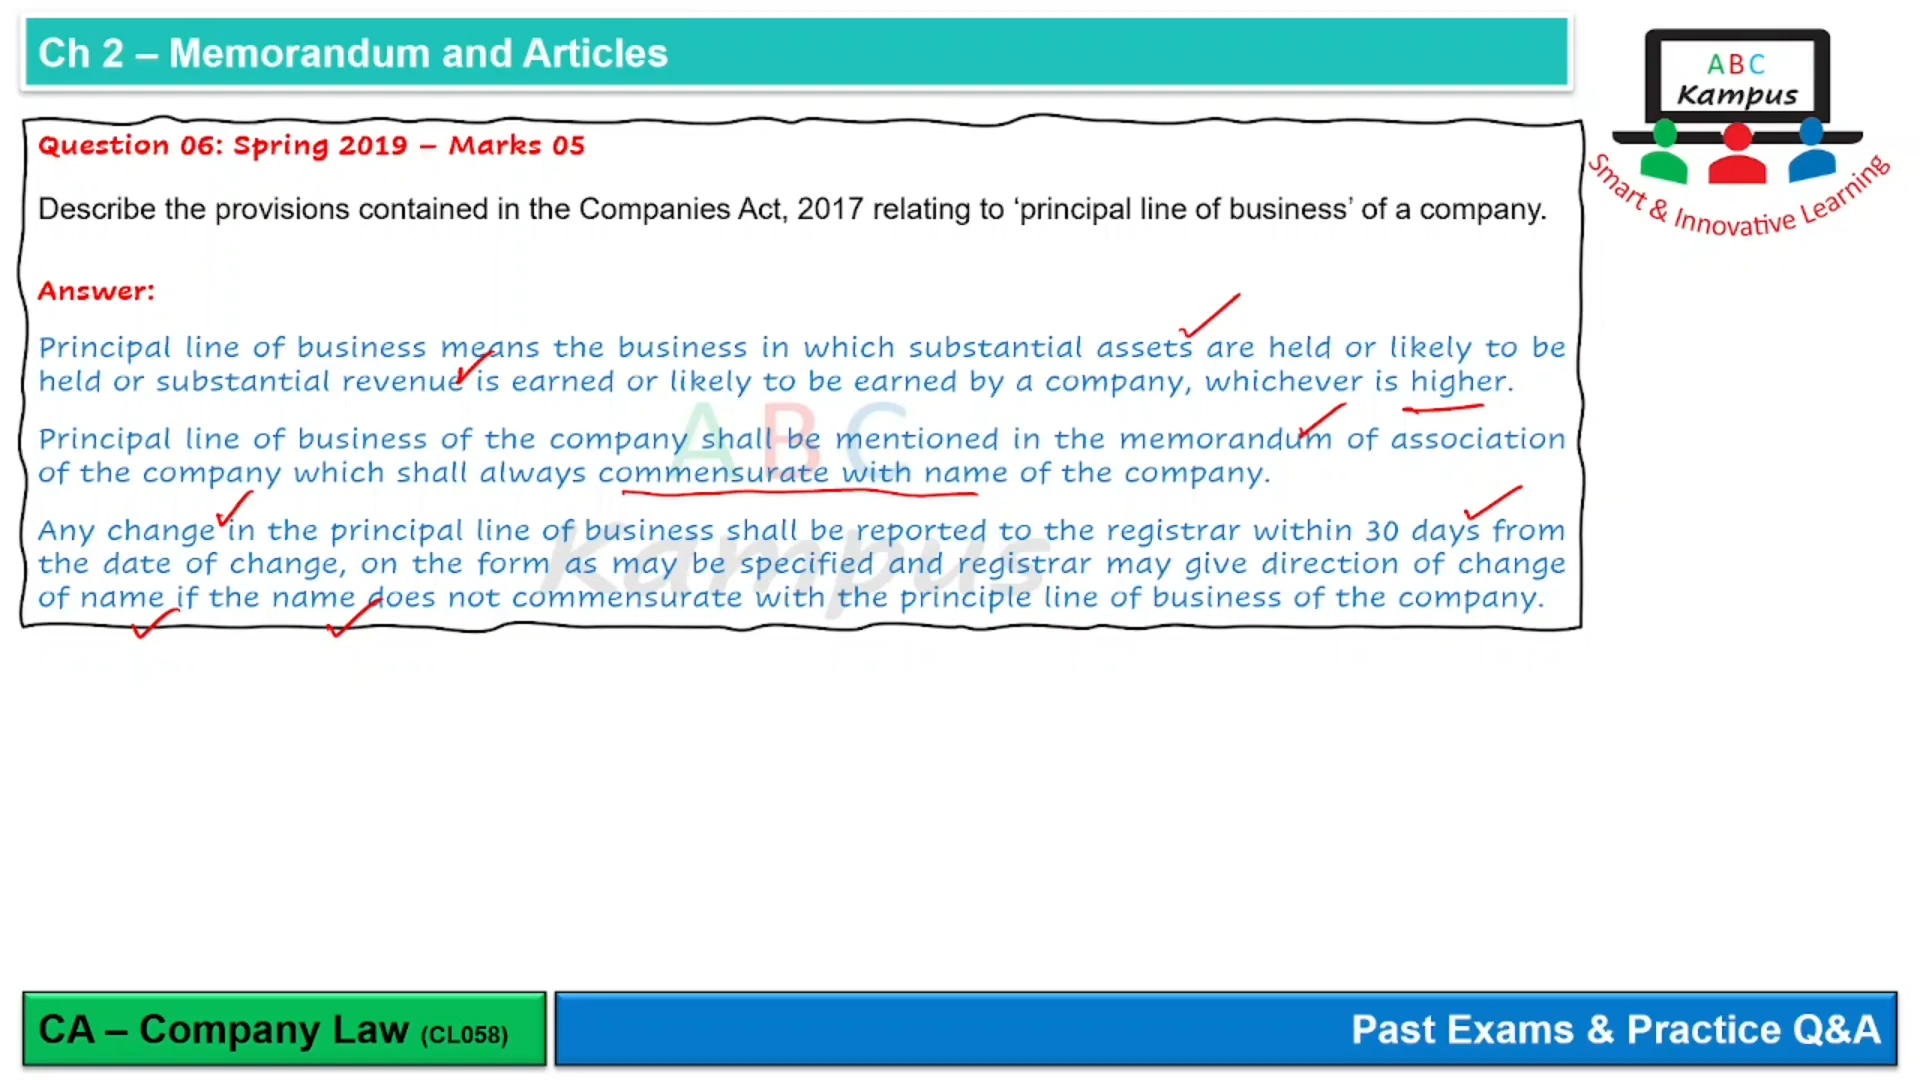 Ch 2 – Memorandum and Articles
ABC
Kampus
Smart & Innovative Learning
Question 06: Spring 2019 – Marks 05
Describe the provisions contained in the Companies Act, 2017 relating to ‘principal line of business’ of a company.
Answer:
Principal line of business means the business in which substantial assets are held or likely to be
held or substantial revenue is earned or likely to be earned by a company, whichever is higher.
Principal line of business of the company shall be mentioned in the memorandum of association
of the company which shall always commensurate with name of the company.
Any change in the principal line of business shall be reported to the registrar within 30 days from
the date of change, on the form as may be specified and registrar may give direction of change
of name if the name does not commensurate with the principle line of business of the company.
ABC
Kampus
CA – Company Law (CL058)
Past Exams & Practice Q&A